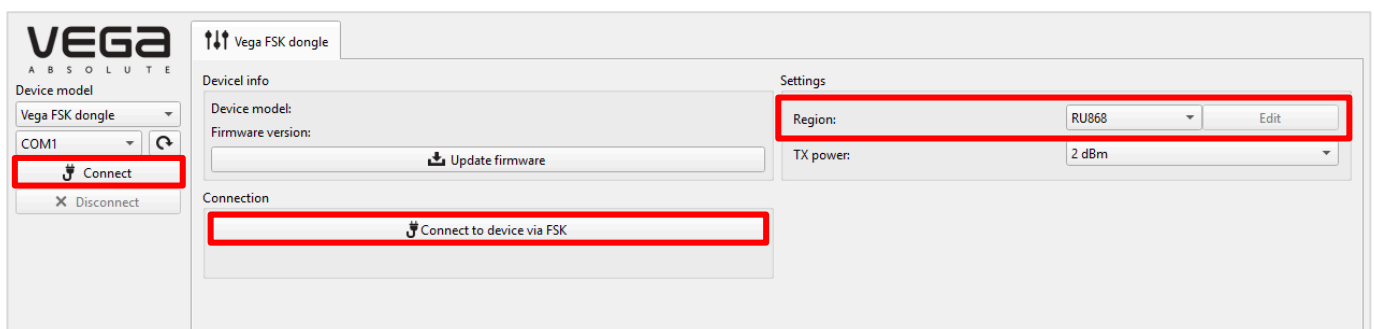 VEGA
ABSOLUTE
Device model
Vega FSK dongle
COM1
Connect
Disconnect
Vega FSK dongle
Devicel info
Device model:
Firmware version:
Update firmware
Connection
Connect to device via FSK
Settings
Region:
RU868
Edit
TX power:
2 dBm